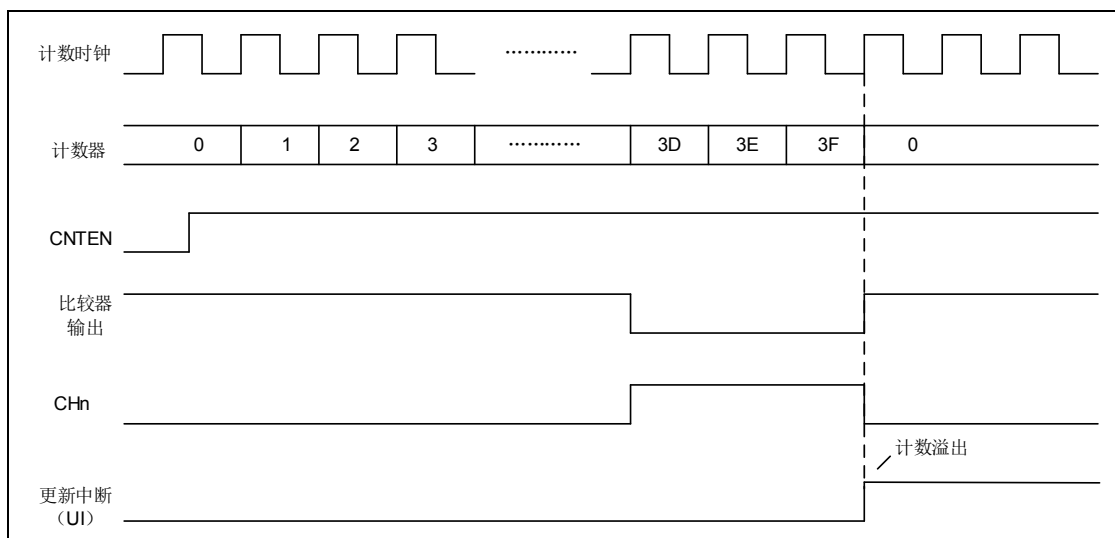 计数时钟
…………
计数器 0 1 2 3 ………… 3D 3E 3F 0
CNTEN
比较器
输出
CHn
计数溢出
更新中断
（UI）